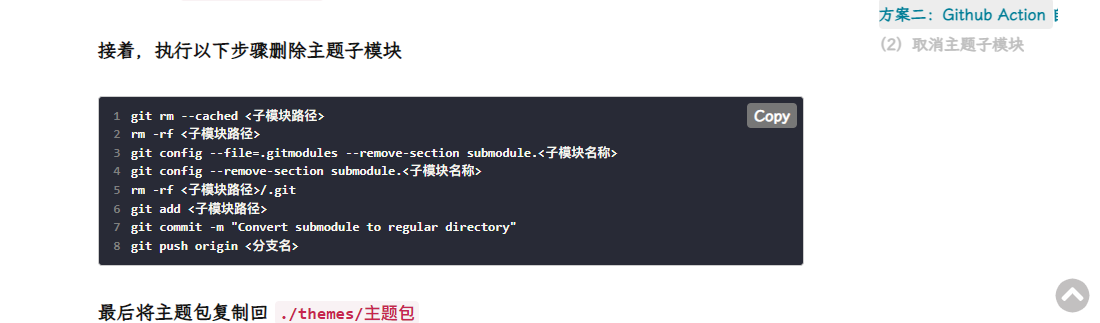 方案二：Github Action
(2) 取消主题子模块
接着，执行以下步骤删除主题子模块
Copy
1 git rm --cached <子模块路径>
2 rm -rf <子模块路径>
3 git config --file=.gitmodules --remove-section submodule.<子模块名称>
4 git config --remove-section submodule.<子模块名称>
5 rm -rf <子模块路径>/.git
6 git add <子模块路径>
7 git commit -m "Convert submodule to regular directory"
8 git push origin <分支名>
最后将主题包复制回 ./themes/主题包